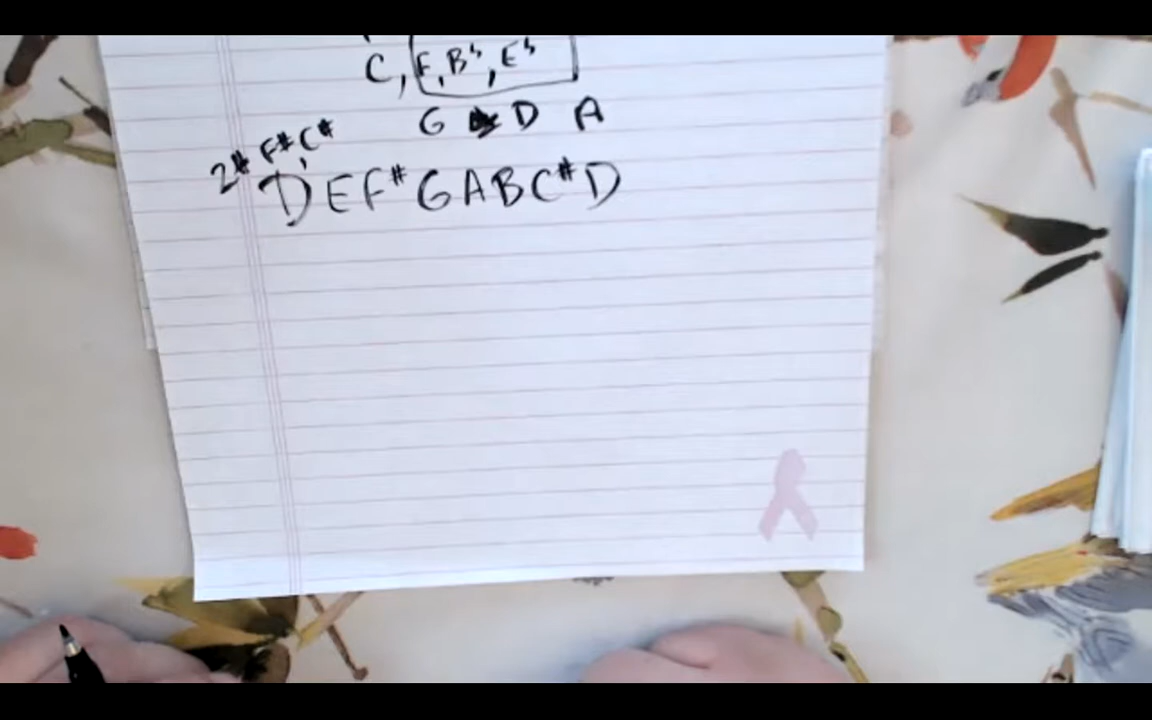 C, F, B♭, E♭
G D A
2# F#, C#
D E F# G A B C# D